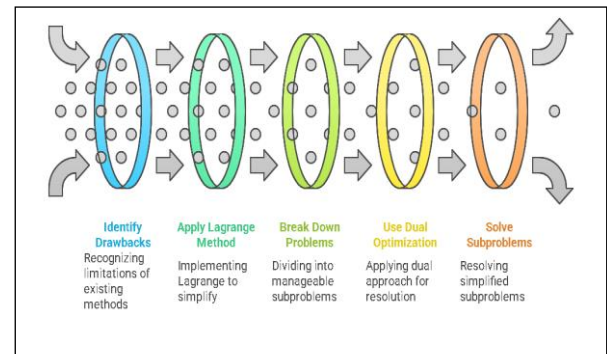 Identify
Drawbacks
Recognizing
limitations of
existing
methods
Apply Lagrange
Method
Implementing
Lagrange to
simplify
Break Down
Problems
Dividing into
manageable
subproblems
Use Dual
Optimization
Applying dual
approach for
resolution
Solve
Subproblems
Resolving
simplified
subproblems